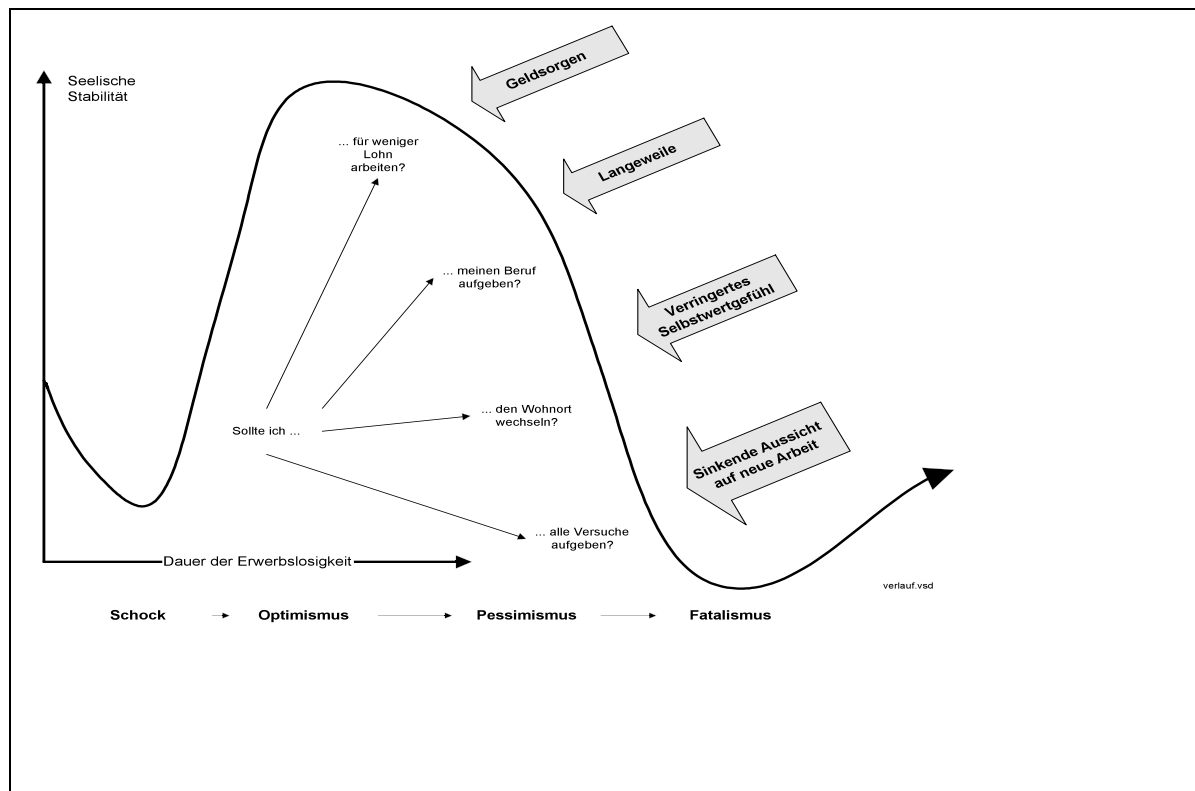 Seelische
Stabilität
Geldsorgen
Langeweile
... für weniger
Lohn
arbeiten?
... meinen Beruf
aufgeben?
Verringertes
Selbstwertgefühl
Sollte ich ...
... den Wohnort
wechseln?
Sinkende Aussicht
auf neue Arbeit
... alle Versuche
aufgeben?
Dauer der Erwerbslosigkeit
verlauf.vsd
Schock Optimismus Pessimismus Fatalismus